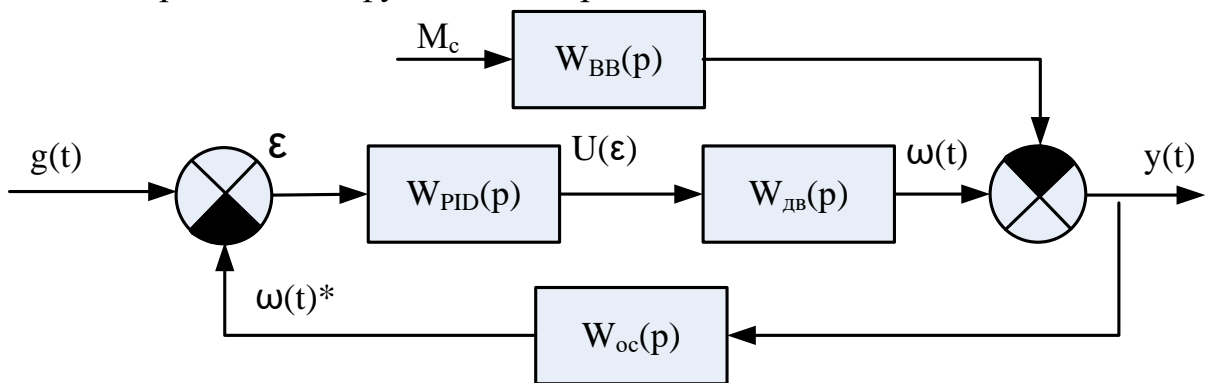 M_c
W_BB(p)
g(t)
ε
W_PID(p)
U(ε)
W_дв(p)
ω(t)
y(t)
ω(t)*
W_oc(p)